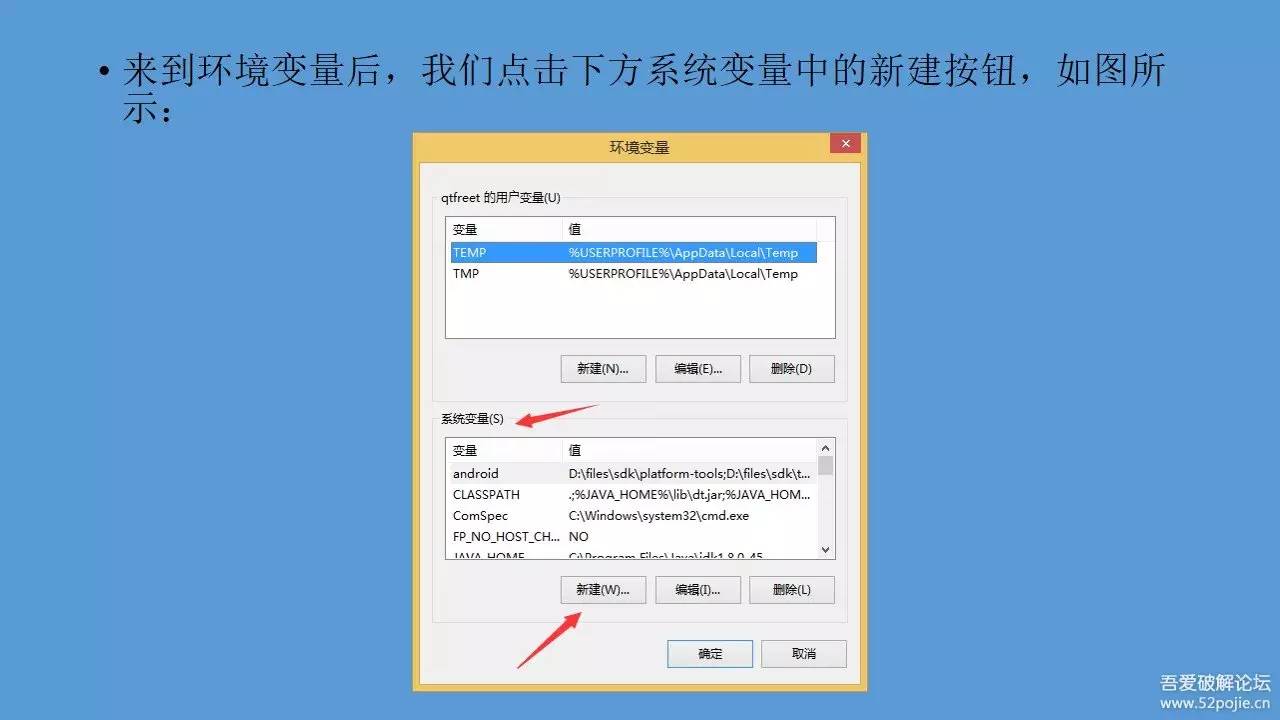 • 来到环境变量后，我们点击下方系统变量中的新建按钮，如图所
示：
环境变量
qtfreet 的用户变量(U)
变量 值
TEMP %USERPROFILE%\AppData\Local\Temp
TMP %USERPROFILE%\AppData\Local\Temp
新建(N)... 编辑(E)... 删除(D)
系统变量(S)
变量 值
android D:\files\sdk\platform-tools;D:\files\sdk\t...
CLASSPATH .;%JAVA_HOME%\lib\dt.jar;%JAVA_HOM...
ComSpec C:\Windows\system32\cmd.exe
FP_NO_HOST_CH... NO
JAVA_HOME C:\Program Files\Java\jdk1.8.0_45
新建(W)... 编辑(I)... 删除(L)
确定 取消
吾爱破解论坛
www.52pojie.cn